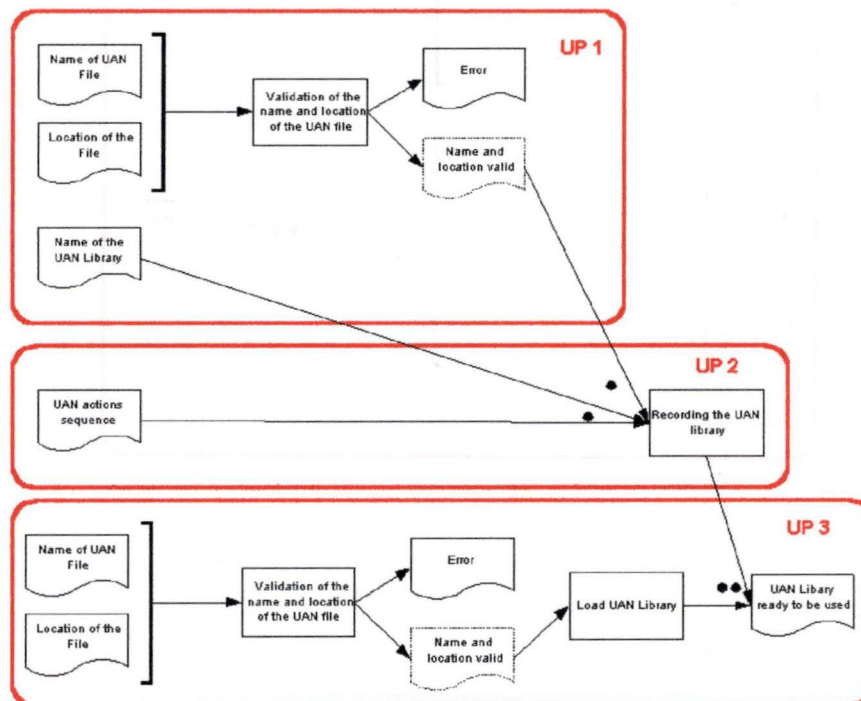 UP 1
Name of UAN
File
Location of the
File
Name of the
UAN Library
Validation of the
name and location
of the UAN file
Error
Name and
location valid
UP 2
UAN actions
sequence
Recording the UAN
library
UP 3
Name of UAN
File
Location of the
File
Validation of the
name and location
of the UAN file
Error
Name and
location valid
Load UAN Library
UAN Libary
ready to be used